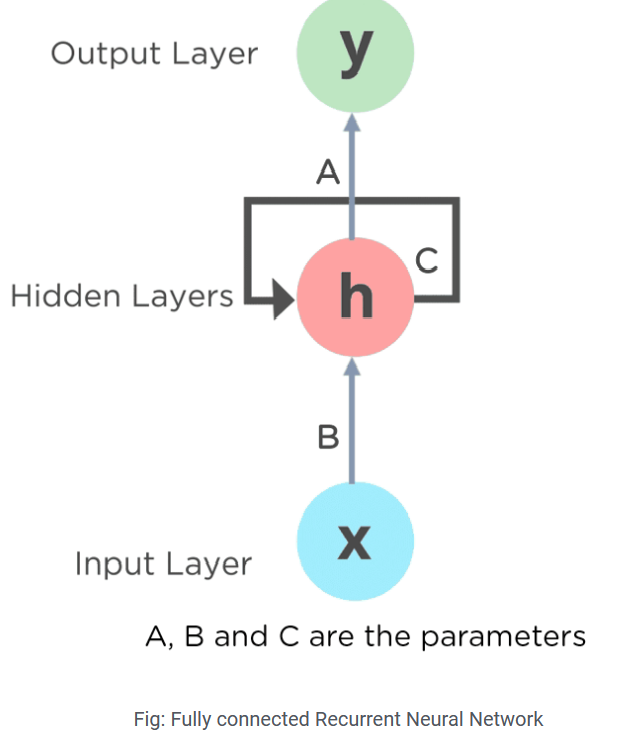 Output Layer
y
A
C
Hidden Layers
h
B
x
Input Layer
A, B and C are the parameters
Fig: Fully connected Recurrent Neural Network